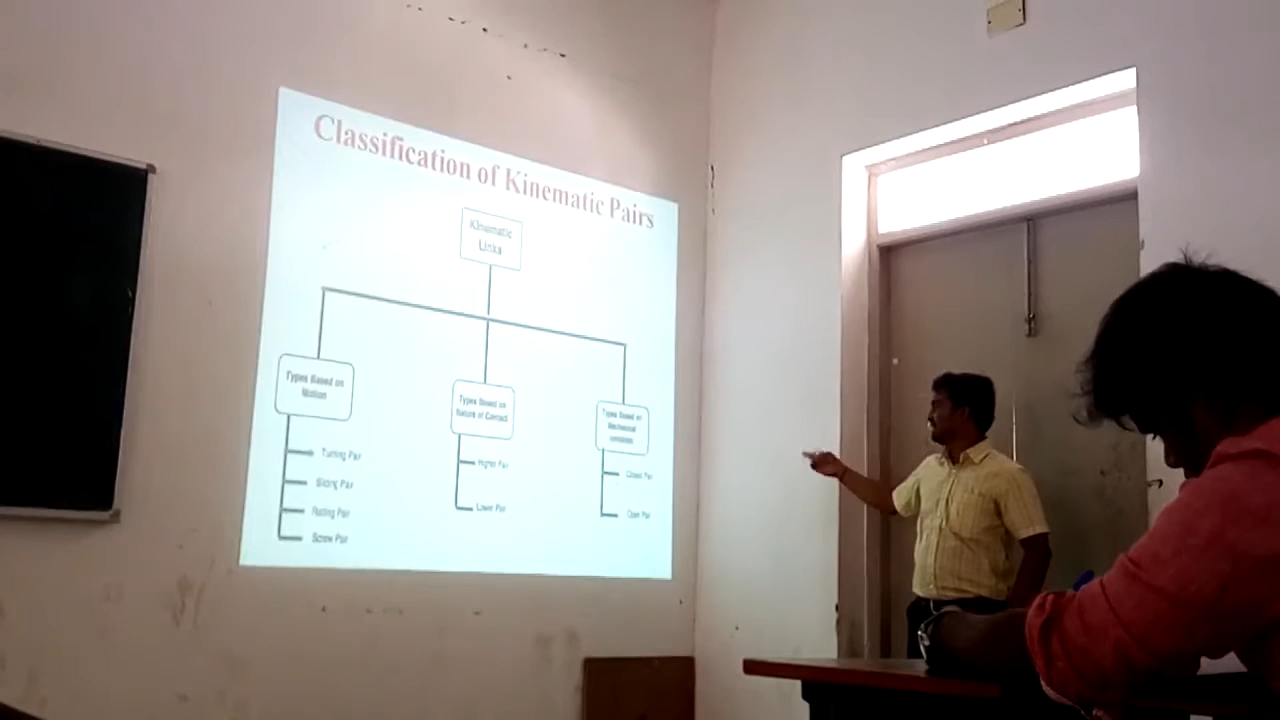 Classification of Kinematic Pairs
Kinematic
Links
Types Based on
Motion
Types Based on
Nature of Contact
Types Based on
Mechanical
Turning Pair
Sliding Pair
Rolling Pair
Screw Pair
Higher Pair
Lower Pair
Closed Pair
Open Pair